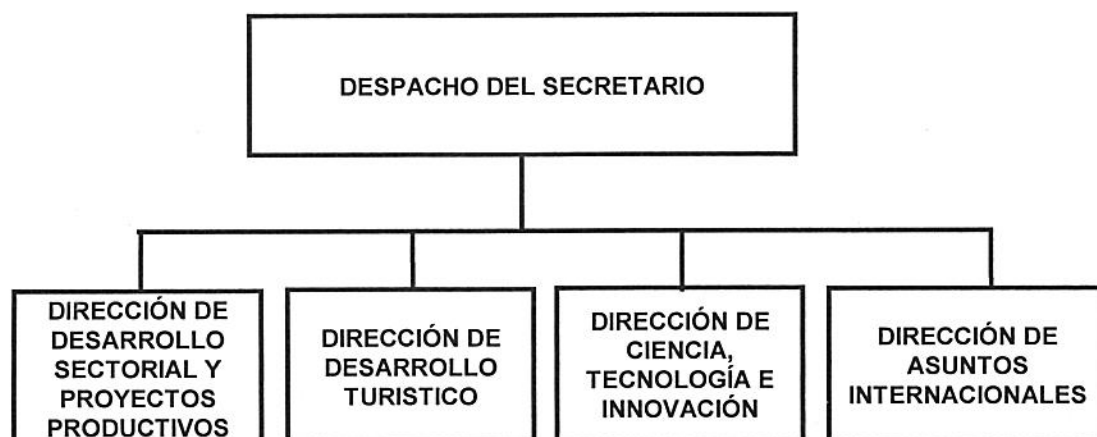 DESPACHO DEL SECRETARIO
DIRECCIÓN DE
DESARROLLO
SECTORIAL Y
PROYECTOS
PRODUCTIVOS
DIRECCIÓN DE
DESARROLLO
TURISTICO
DIRECCIÓN DE
CIENCIA,
TECNOLOGÍA E
INNOVACIÓN
DIRECCIÓN DE
ASUNTOS
INTERNACIONALES